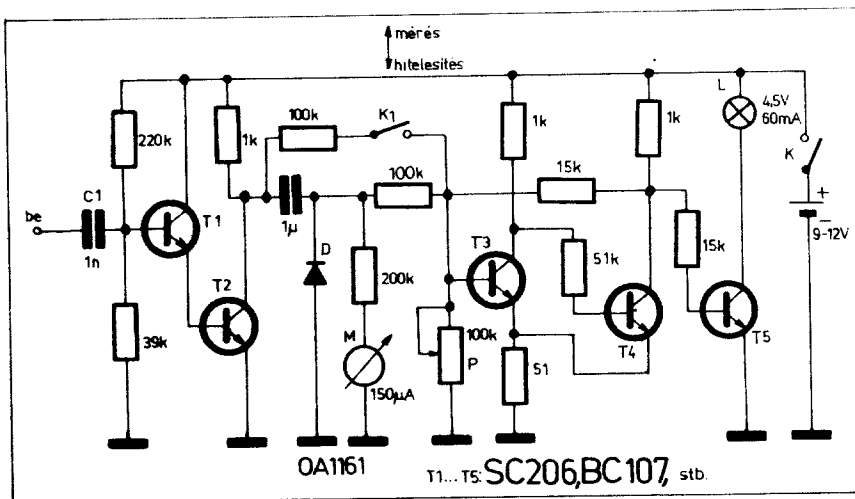 mérés
hitelesítés
220k
1k
100k
K1
1k
1k
L
4,5V
60mA
K
+
−
9-12V
C1
be
1n
T1
1µ
100k
15k
D
200k
T3
51k
15k
T2
39k
M
150µA
100k
P
51
T4
T5
OA1161
T1...T5: SC206, BC107, stb.